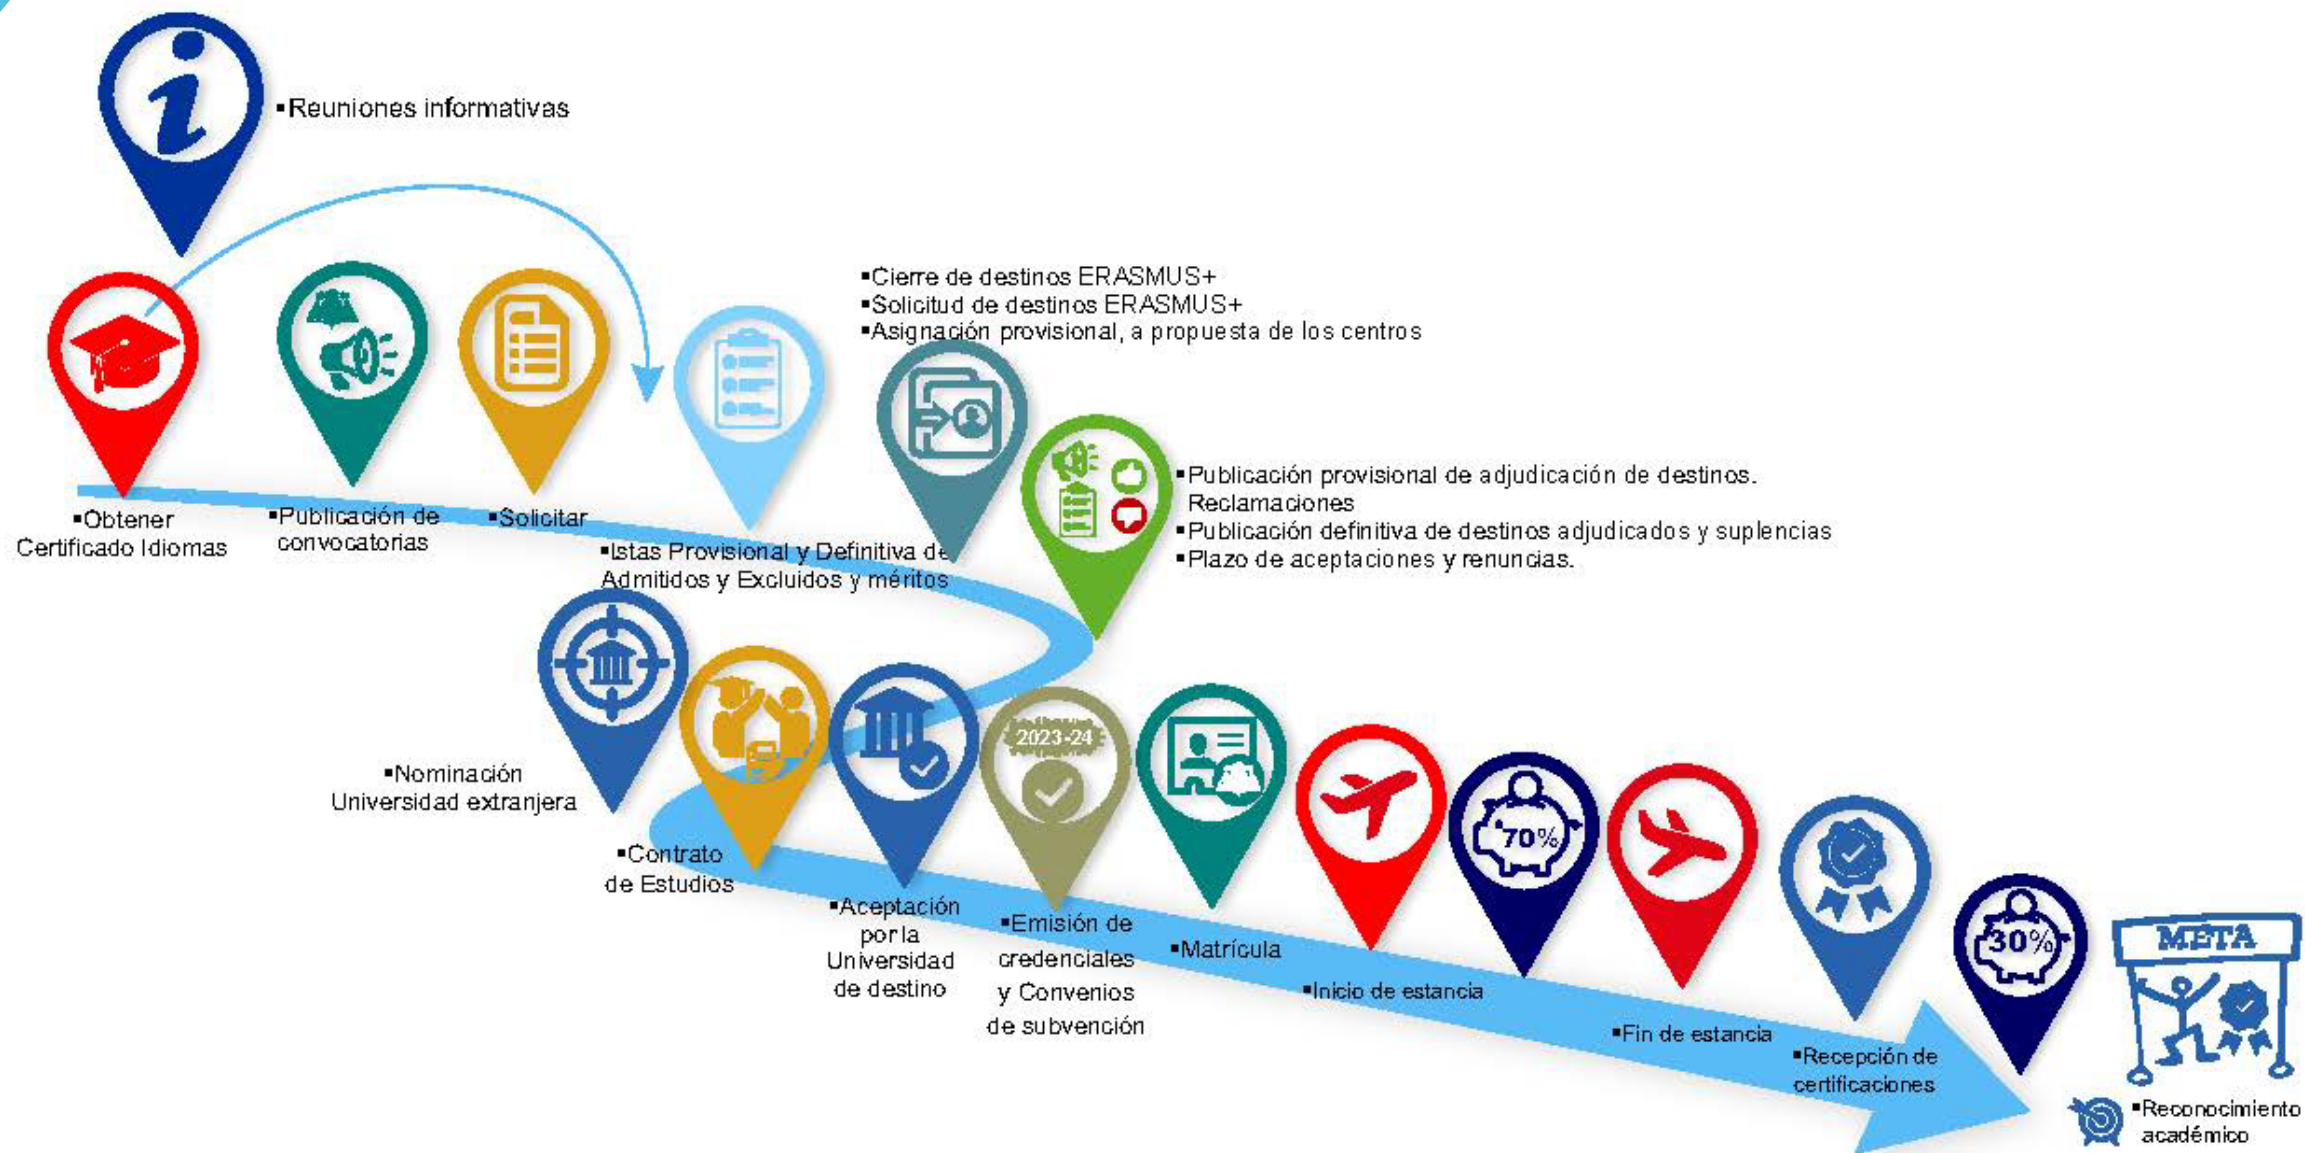 ▪Reuniones informativas
▪Cierre de destinos ERASMUS+
▪Solicitud de destinos ERASMUS+
▪Asignación provisional, a propuesta de los centros
▪Obtener
Certificado Idiomas
▪Publicación de
convocatorias
▪Solicitar
▪Istas Provisional y Definitiva de
Admitidos y Excluidos y méritos
▪Publicación provisional de adjudicación de destinos.
Reclamaciones
▪Publicación definitiva de destinos adjudicados y suplencias
▪Plazo de aceptaciones y renuncias.
▪Nominación
Universidad extranjera
▪Contrato
de Estudios
▪Aceptación
por la
Universidad
de destino
2023-24
▪Emisión de
credenciales
y Convenios
de subvención
▪Matrícula
▪Inicio de estancia
70%
▪Fin de estancia
▪Recepción de
certificaciones
30%
META
▪Reconocimiento
académico